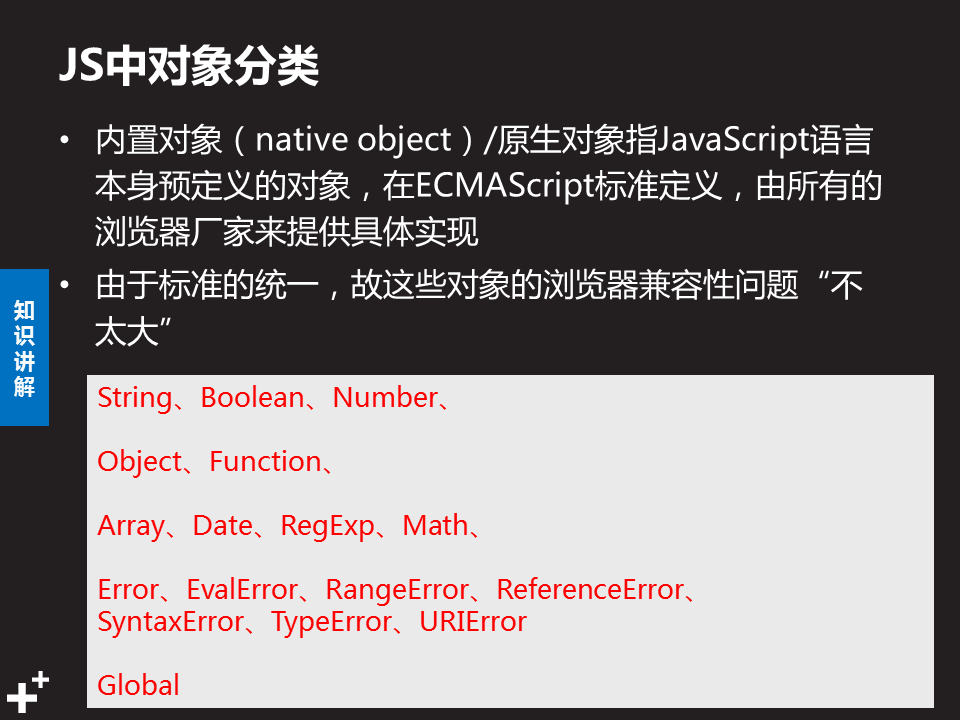 JS中对象分类
• 内置对象（native object）/原生对象指JavaScript语言
本身预定义的对象，在ECMAScript标准定义，由所有的
浏览器厂家来提供具体实现
• 由于标准的统一，故这些对象的浏览器兼容性问题“不
太大”
知
识
讲
解
String、Boolean、Number、
Object、Function、
Array、Date、RegExp、Math、
Error、EvalError、RangeError、ReferenceError、
SyntaxError、TypeError、URIError
Global